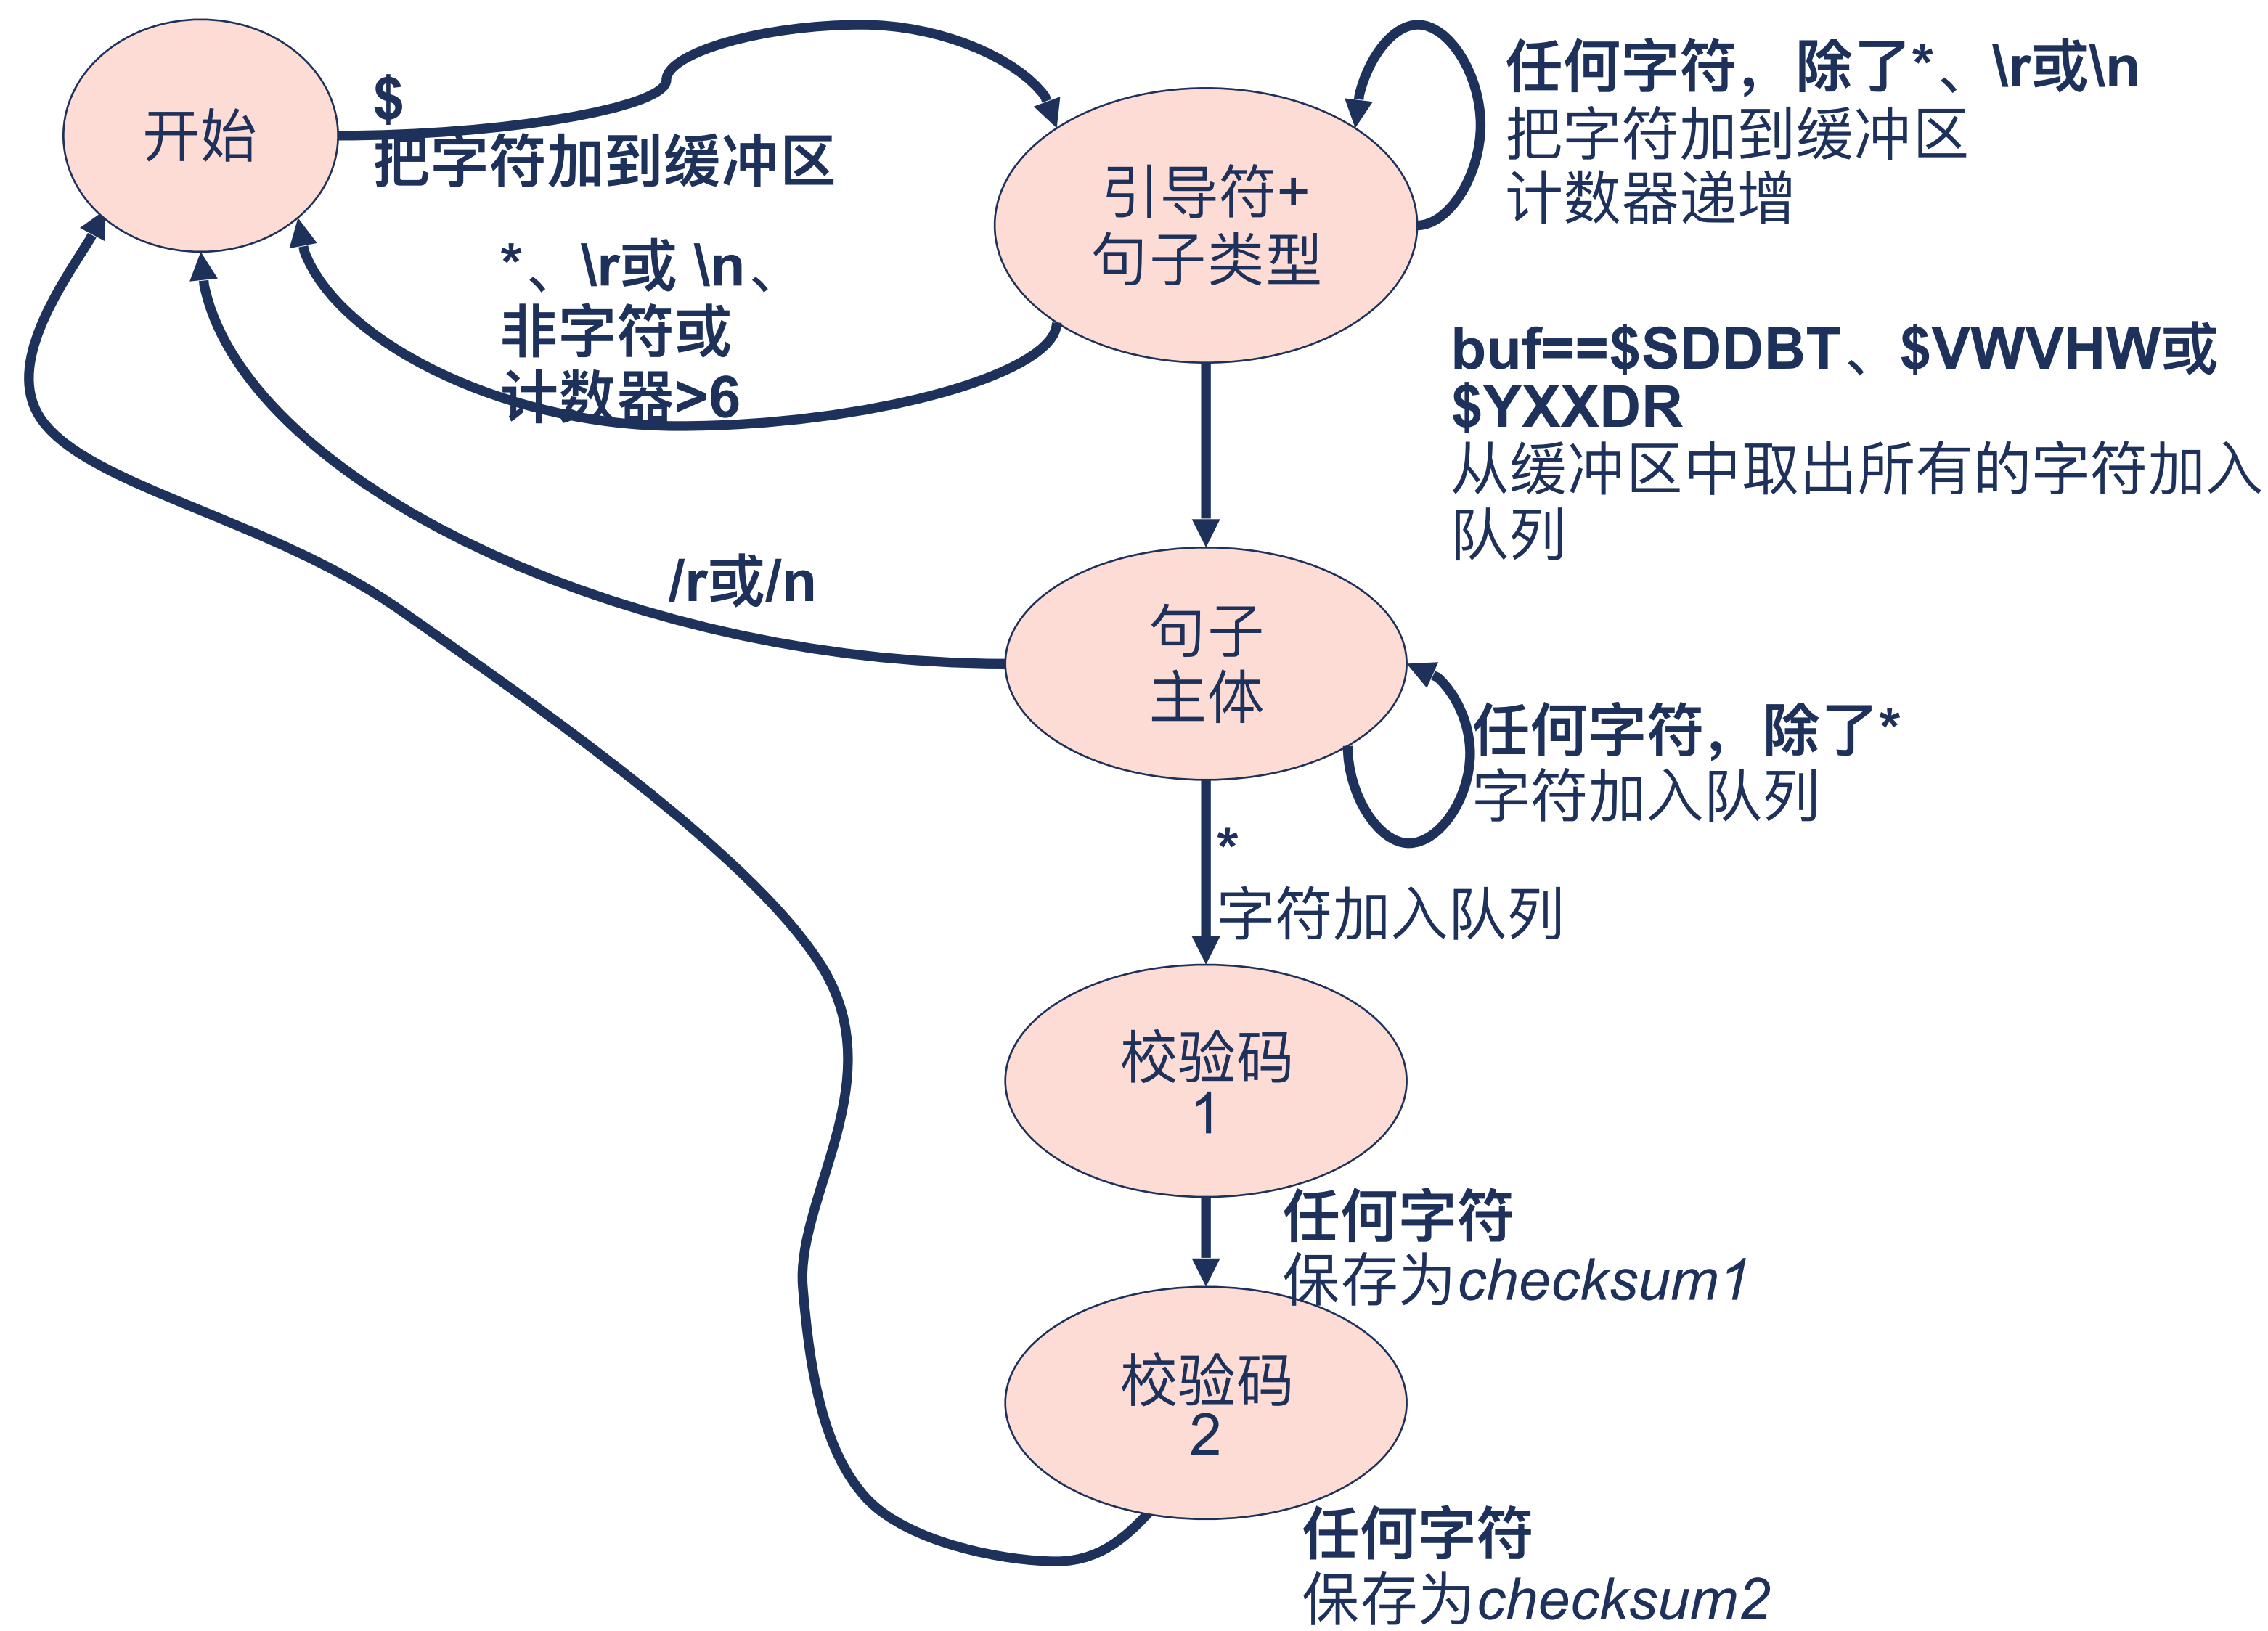 开始
$
把字符加到缓冲区
引导符+
句子类型
任何字符，除了*、 \r或\n
把字符加到缓冲区
计数器递增
*、 \r或 \n、
非字符或
计数器>6
buf==$SDDBT、 $VWVHW或
$YXXDR
从缓冲区中取出所有的字符加入
队列
/r或/n
句子
主体
任何字符，除了*
字符加入队列
*
字符加入队列
校验码
1
任何字符
保存为checksum1
校验码
2
任何字符
保存为checksum2